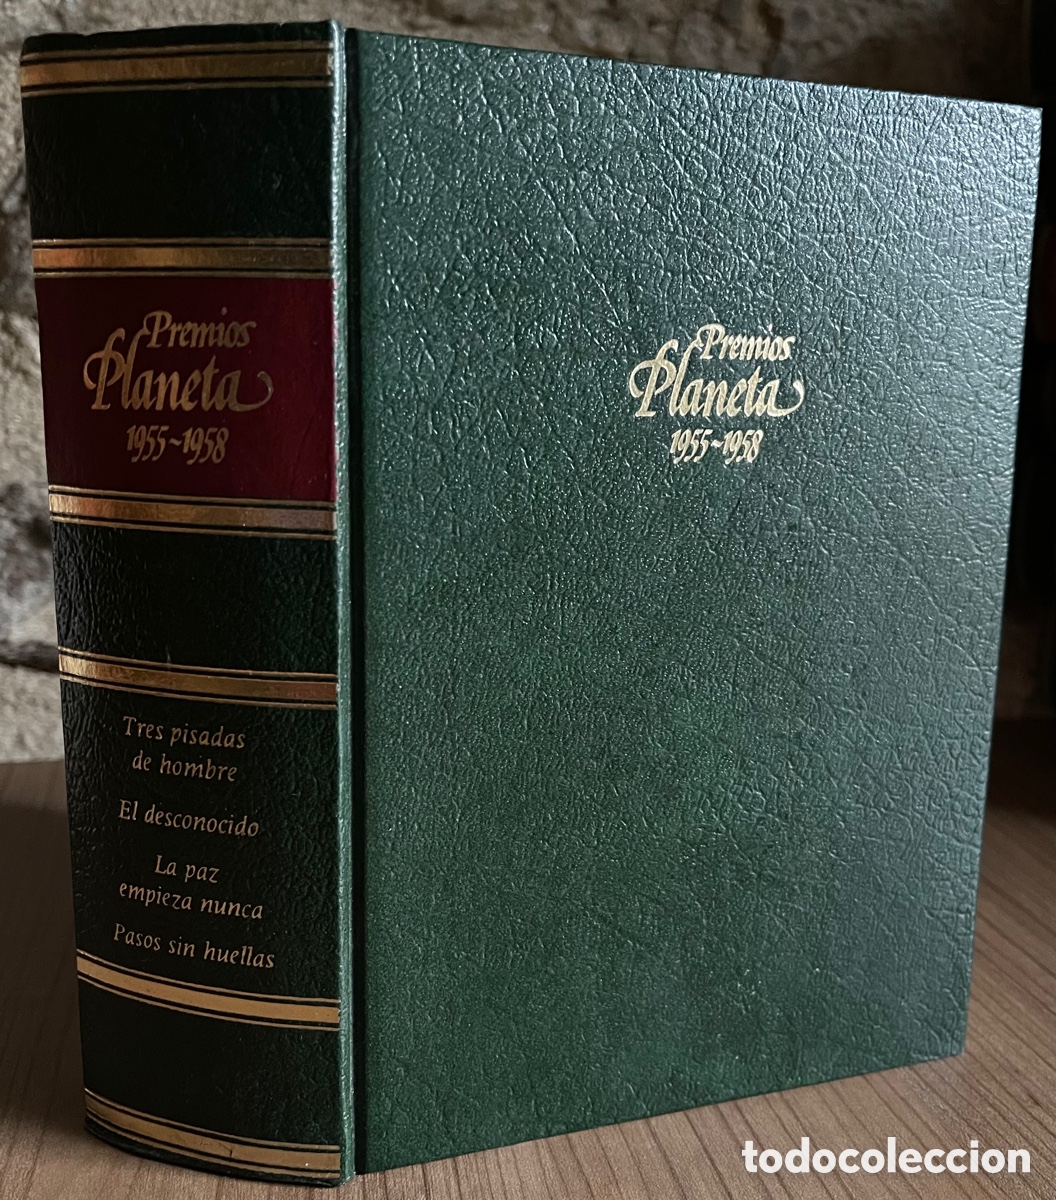 Premios
Planeta
1955~1958
Tres pisadas
de hombre
El desconocido
La paz
empieza nunca
Pasos sin huellas
Premios
Planeta
1955~1958
todocoleccion